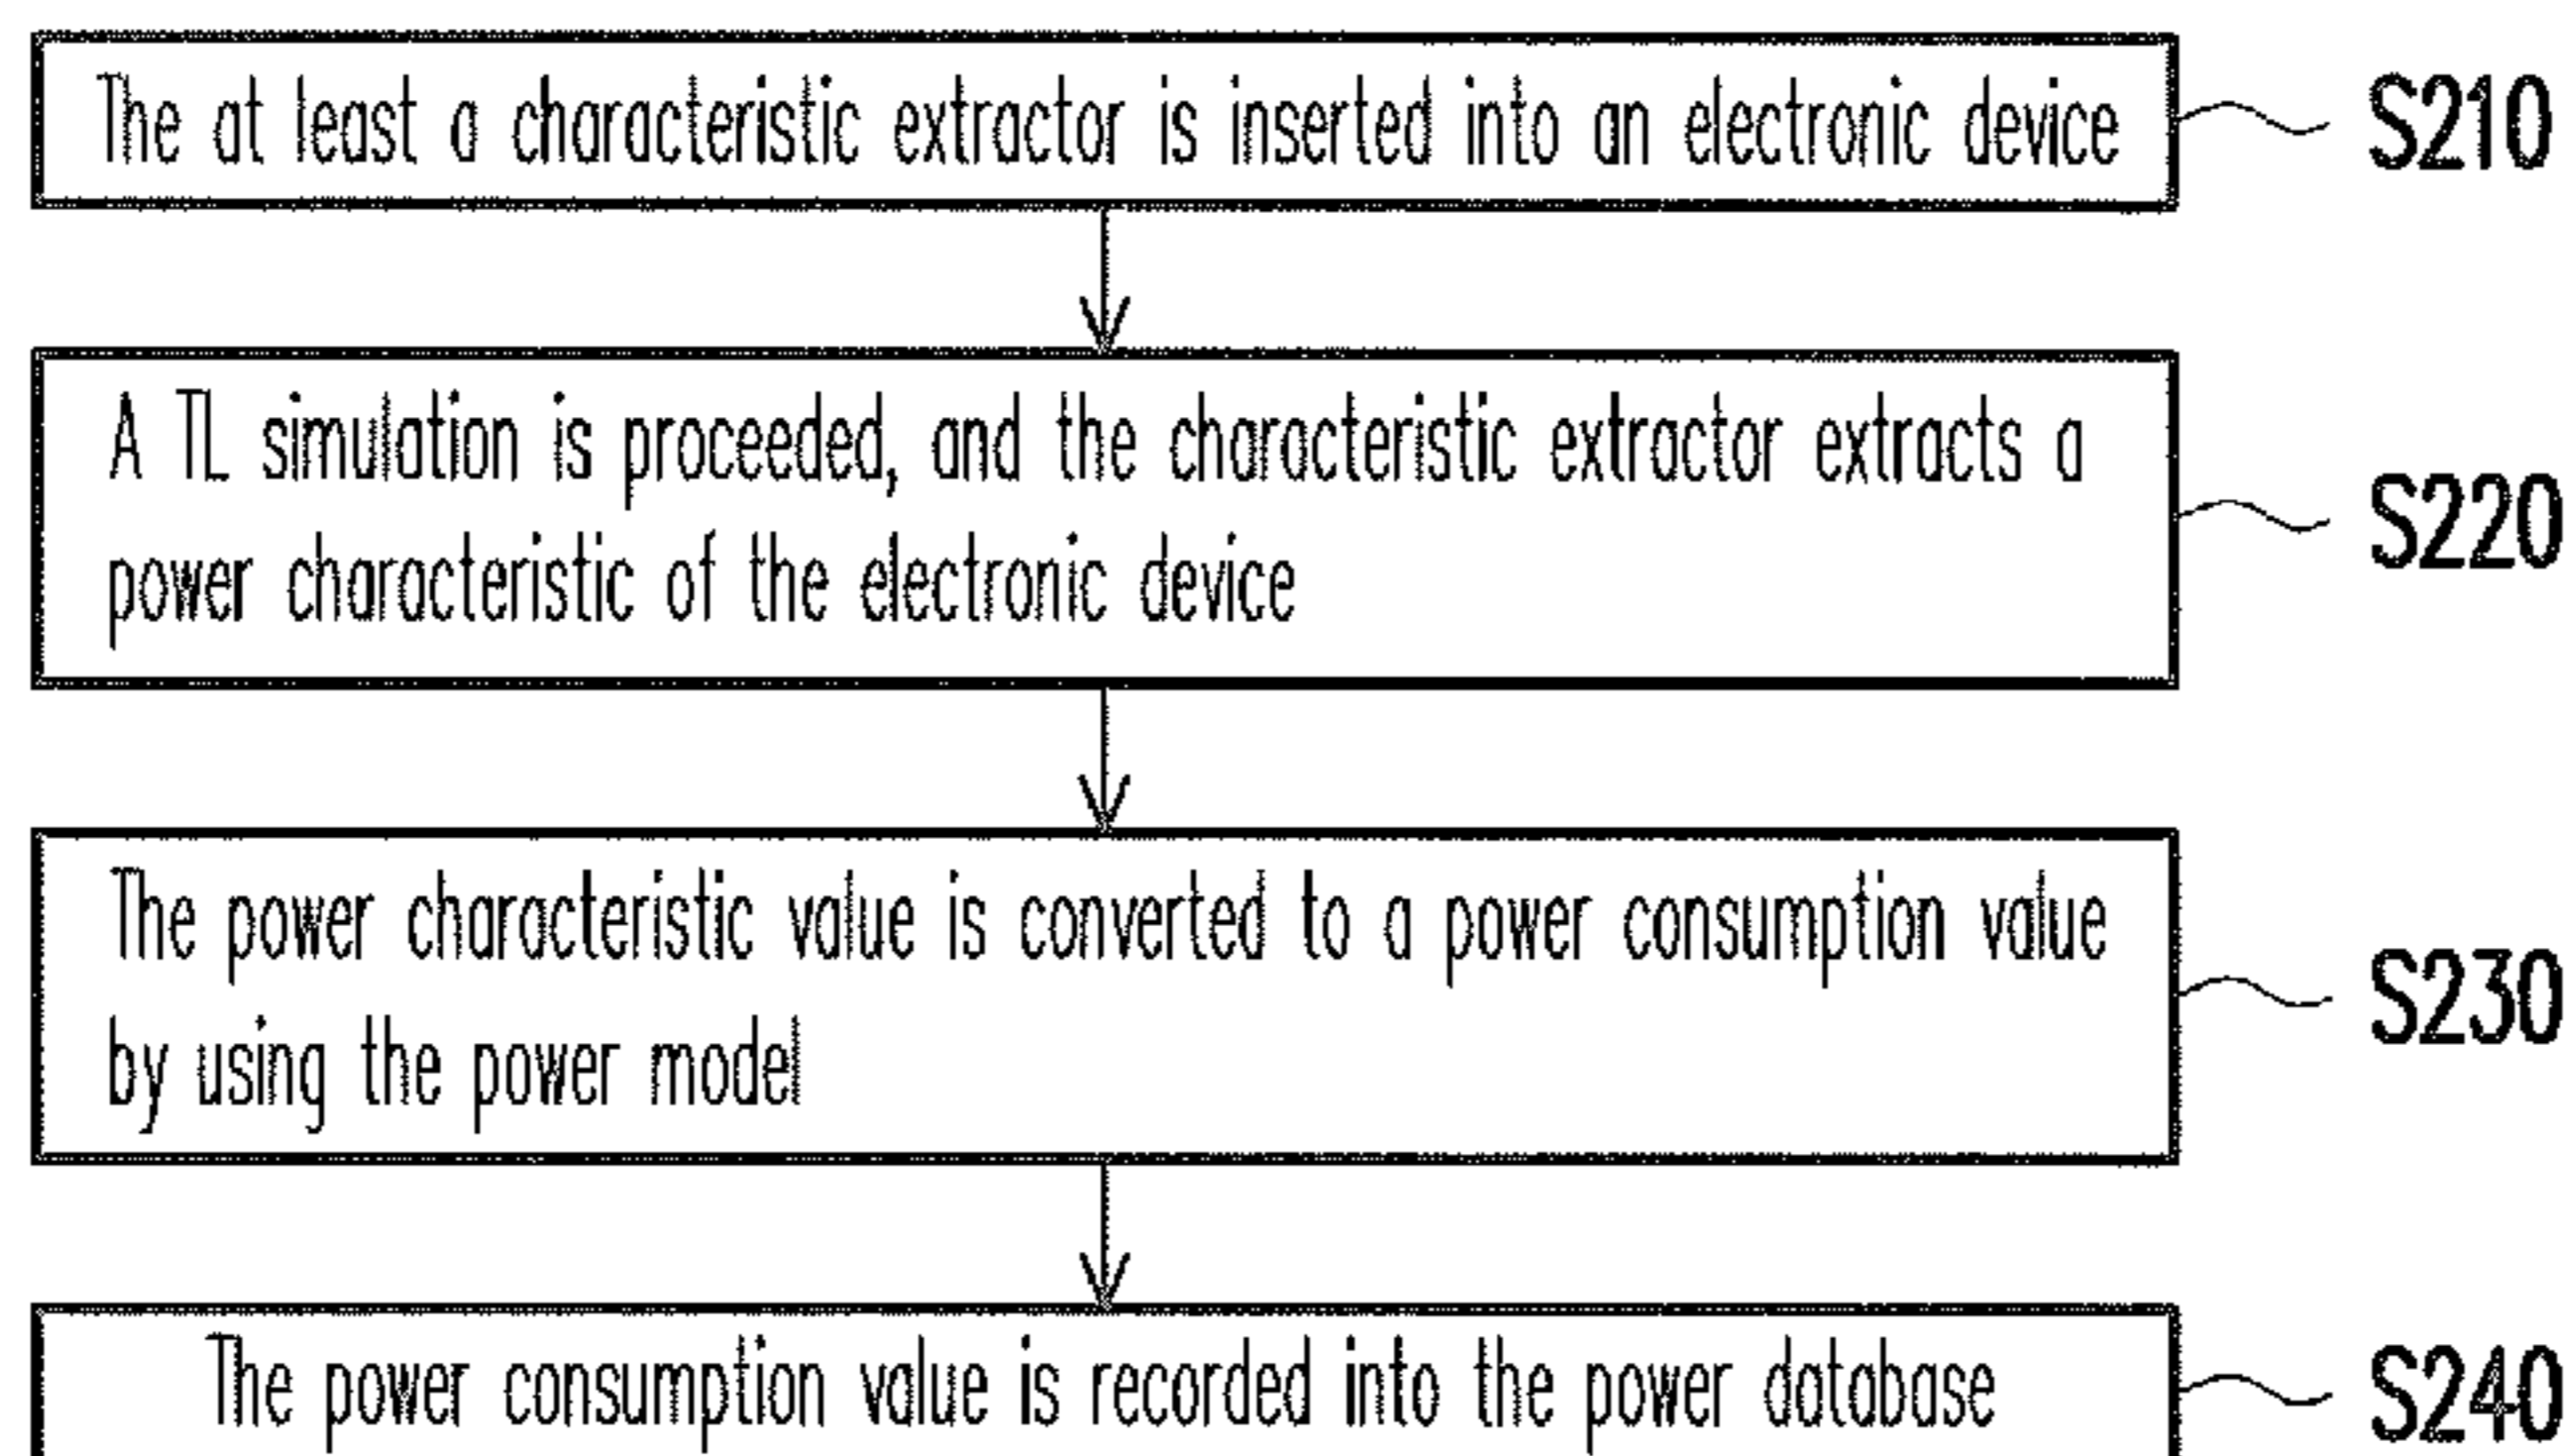 The at least a characteristic extractor is inserted into an electronic device
S210
A TL simulation is proceeded, and the characteristic extractor extracts a
power characteristic of the electronic device
S220
The power characteristic value is converted to a power consumption value
by using the power model
S230
The power consumption value is recorded into the power database
S240